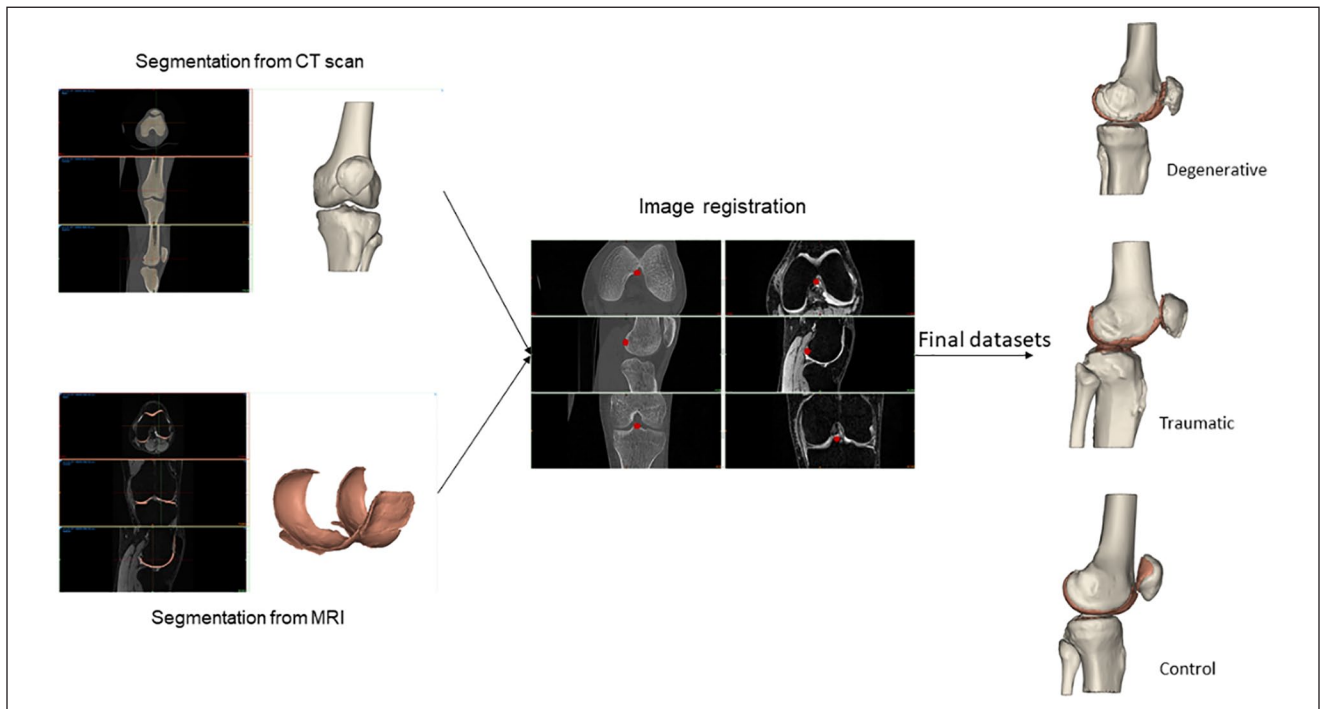 Segmentation from CT scan
Degenerative
Image registration
Final datasets
Traumatic
Segmentation from MRI
Control